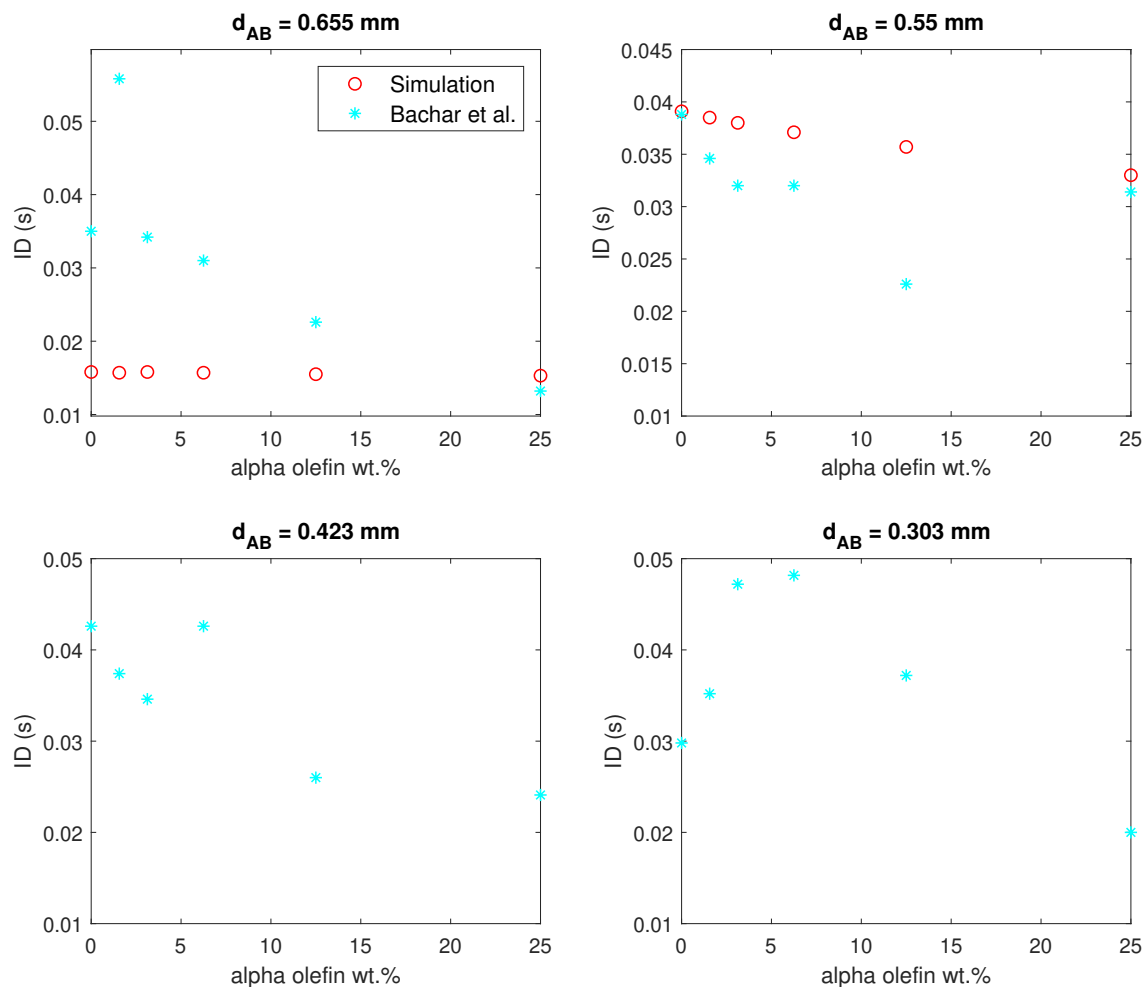 d_AB = 0.655 mm
0.05
0.04
0.03
0.02
0.01
ID (s)
Simulation
Bachar et al.
0 5 10 15 20 25
alpha olefin wt.%
d_AB = 0.55 mm
0.045
0.04
0.035
0.03
0.025
0.02
0.015
0.01
ID (s)
0 5 10 15 20 25
alpha olefin wt.%
d_AB = 0.423 mm
0.05
0.04
0.03
0.02
0.01
ID (s)
0 5 10 15 20 25
alpha olefin wt.%
d_AB = 0.303 mm
0.05
0.04
0.03
0.02
0.01
ID (s)
0 5 10 15 20 25
alpha olefin wt.%